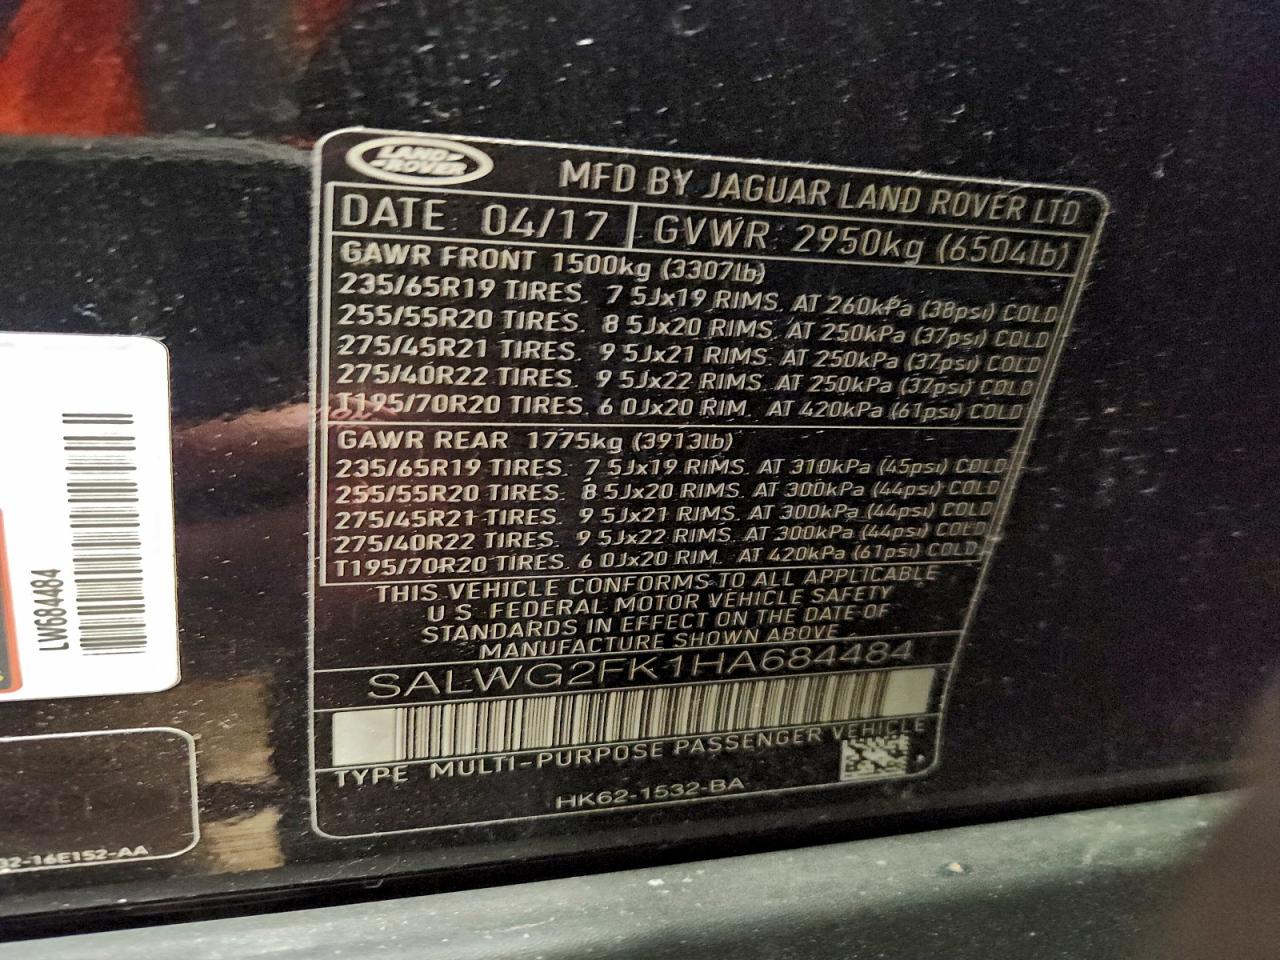 LAND ROVER
MFD BY JAGUAR LAND ROVER LTD
DATE: 04/17 GVWR: 2950kg (6504lb)
GAWR FRONT 1500kg (3307lb)
235/65R19 TIRES. 7.5Jx19 RIMS. AT 260kPa (38psi) COLD
255/55R20 TIRES. 8.5Jx20 RIMS. AT 250kPa (37psi) COLD
275/45R21 TIRES. 9.5Jx21 RIMS. AT 250kPa (37psi) COLD
275/40R22 TIRES. 9.5Jx22 RIMS. AT 250kPa (37psi) COLD
T195/70R20 TIRES. 6.0Jx20 RIM. AT 420kPa (61psi) COLD
GAWR REAR 1775kg (3913lb)
235/65R19 TIRES. 7.5Jx19 RIMS. AT 310kPa (45psi) COLD
255/55R20 TIRES. 8.5Jx20 RIMS. AT 300kPa (44psi) COLD
275/45R21 TIRES. 9.5Jx21 RIMS. AT 300kPa (44psi) COLD
275/40R22 TIRES. 9.5Jx22 RIMS. AT 300kPa (44psi) COLD
T195/70R20 TIRES. 6.0Jx20 RIM. AT 420kPa (61psi) COLD
THIS VEHICLE CONFORMS TO ALL APPLICABLE
U.S. FEDERAL MOTOR VEHICLE SAFETY
STANDARDS IN EFFECT ON THE DATE OF
MANUFACTURE SHOWN ABOVE
SALWG2FK1HA684484
TYPE MULTI-PURPOSE PASSENGER VEHICLE
HK62-1532-BA
LW684484
32-16E152-AA